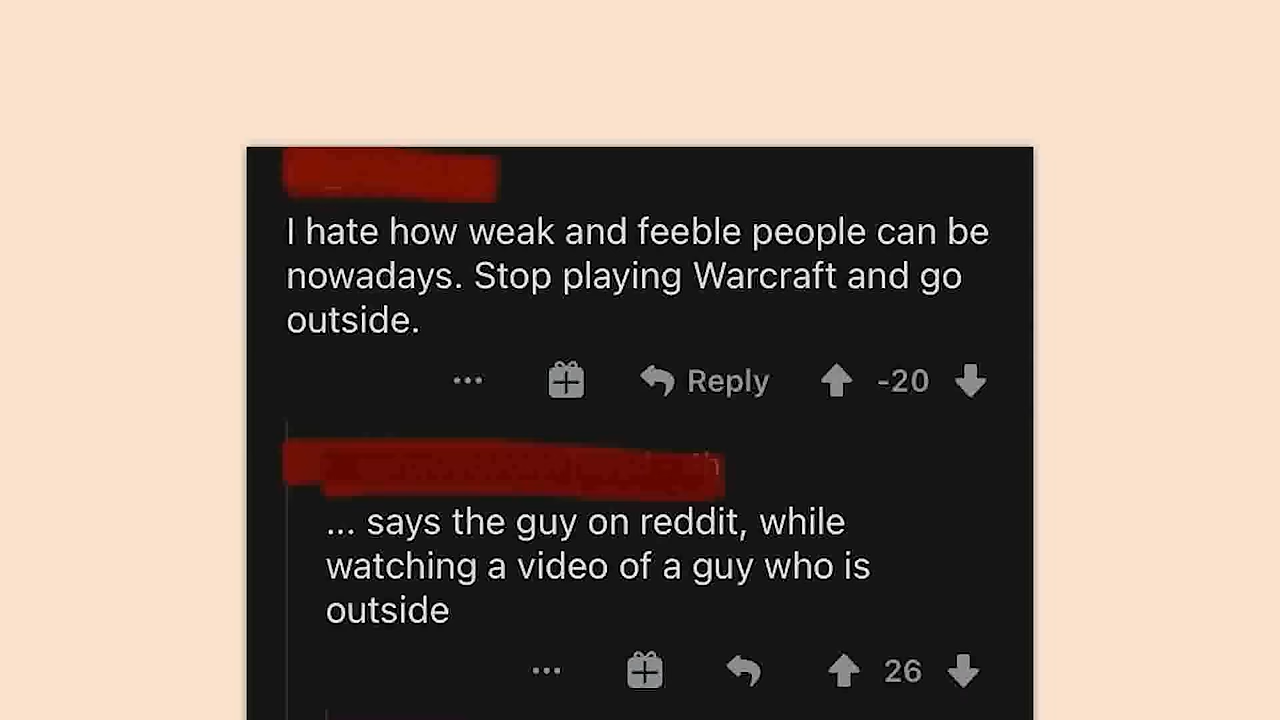 I hate how weak and feeble people can be
nowadays. Stop playing Warcraft and go
outside.
... Reply -20
... says the guy on reddit, while
watching a video of a guy who is
outside
... 26